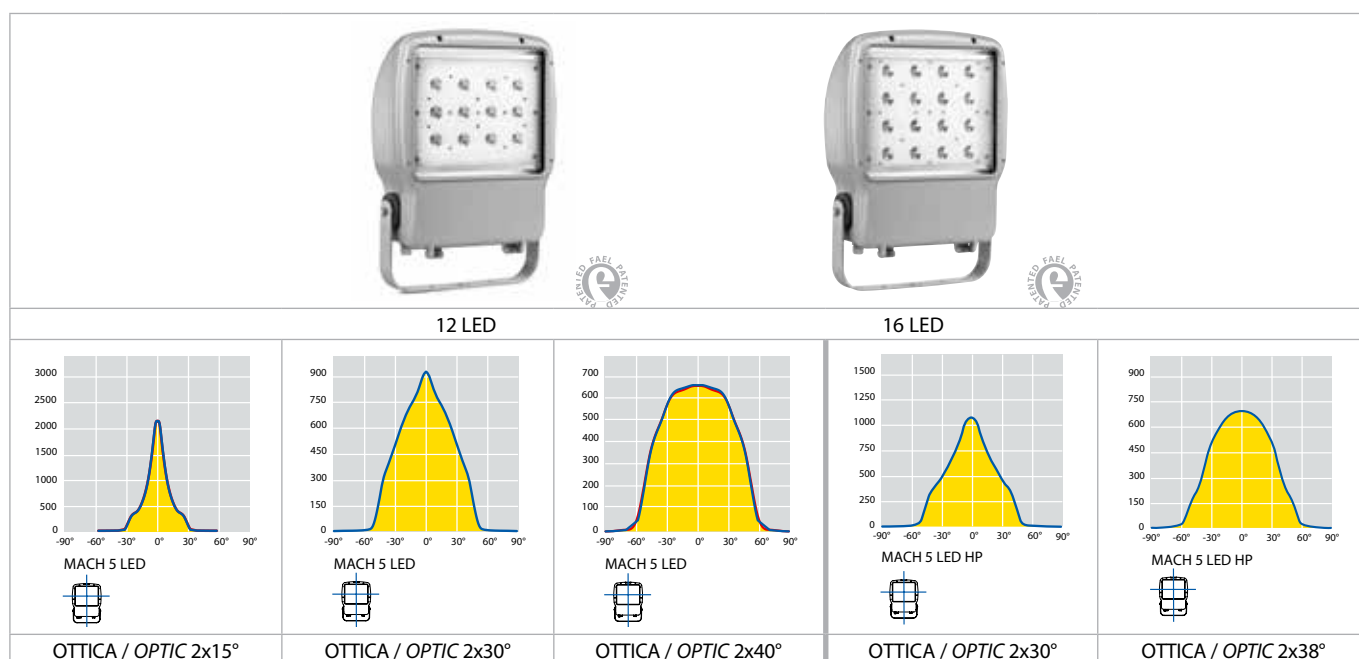 FAEL PATENTED PATENTED
FAEL PATENTED PATENTED
12 LED
16 LED
3000
2500
2000
1500
1000
500
0
-90° -60° -30° 0° 30° 60° 90°
MACH 5 LED
OTTICA / OPTIC 2x15°
900
750
600
450
300
150
0
-90° -60° -30° 0° 30° 60° 90°
MACH 5 LED
OTTICA / OPTIC 2x30°
700
600
500
400
300
200
100
0
-90° -60° -30° 0° 30° 60° 90°
MACH 5 LED
OTTICA / OPTIC 2x40°
1500
1250
1000
750
500
250
0
-90° -60° -30° 0° 30° 60° 90°
MACH 5 LED HP
OTTICA / OPTIC 2x30°
900
750
600
450
300
150
0
-90° -60° -30° 0° 30° 60° 90°
MACH 5 LED HP
OTTICA / OPTIC 2x38°